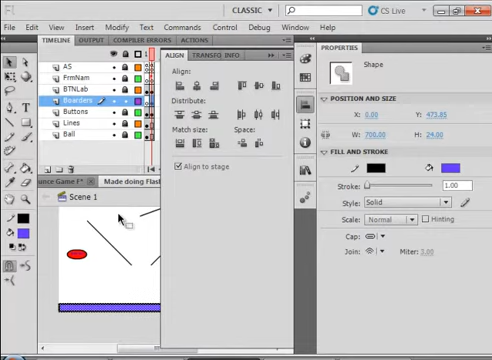 CLASSIC
CS Live
File Edit View Insert Modify Text Commands Control Debug Window Help
TIMELINE OUTPUT COMPILER ERRORS ACTIONS
PROPERTIES
AS
FrmNam
BTNLab
Boarders
Buttons
Lines
Ball
ALIGN TRANSFO INFO
Align:
Distribute:
Match size: Space:
Align to stage
Shape
POSITION AND SIZE
X: 0.00 Y: 473.85
W: 700.00 H: 24.00
FILL AND STROKE
Stroke: 1.00
Style: Solid
Scale: Normal Hinting
Cap:
Join: Miter: 3.00
ounce Game F Made doing Flash
Scene 1